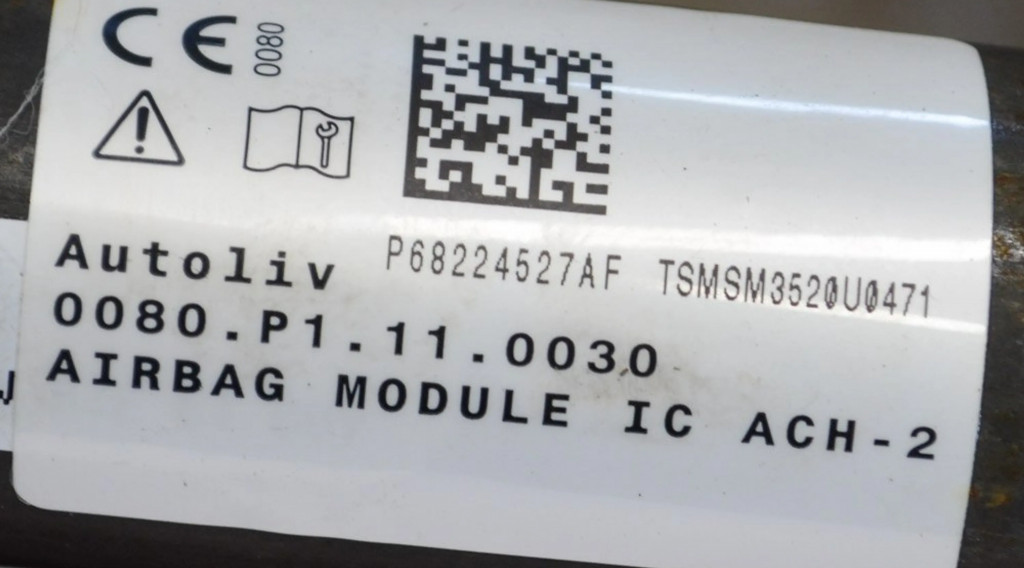 CE 0080
Autoliv P68224527AF TSMSM3520U0471
0080.P1.11.0030
AIRBAG MODULE IC ACH-2